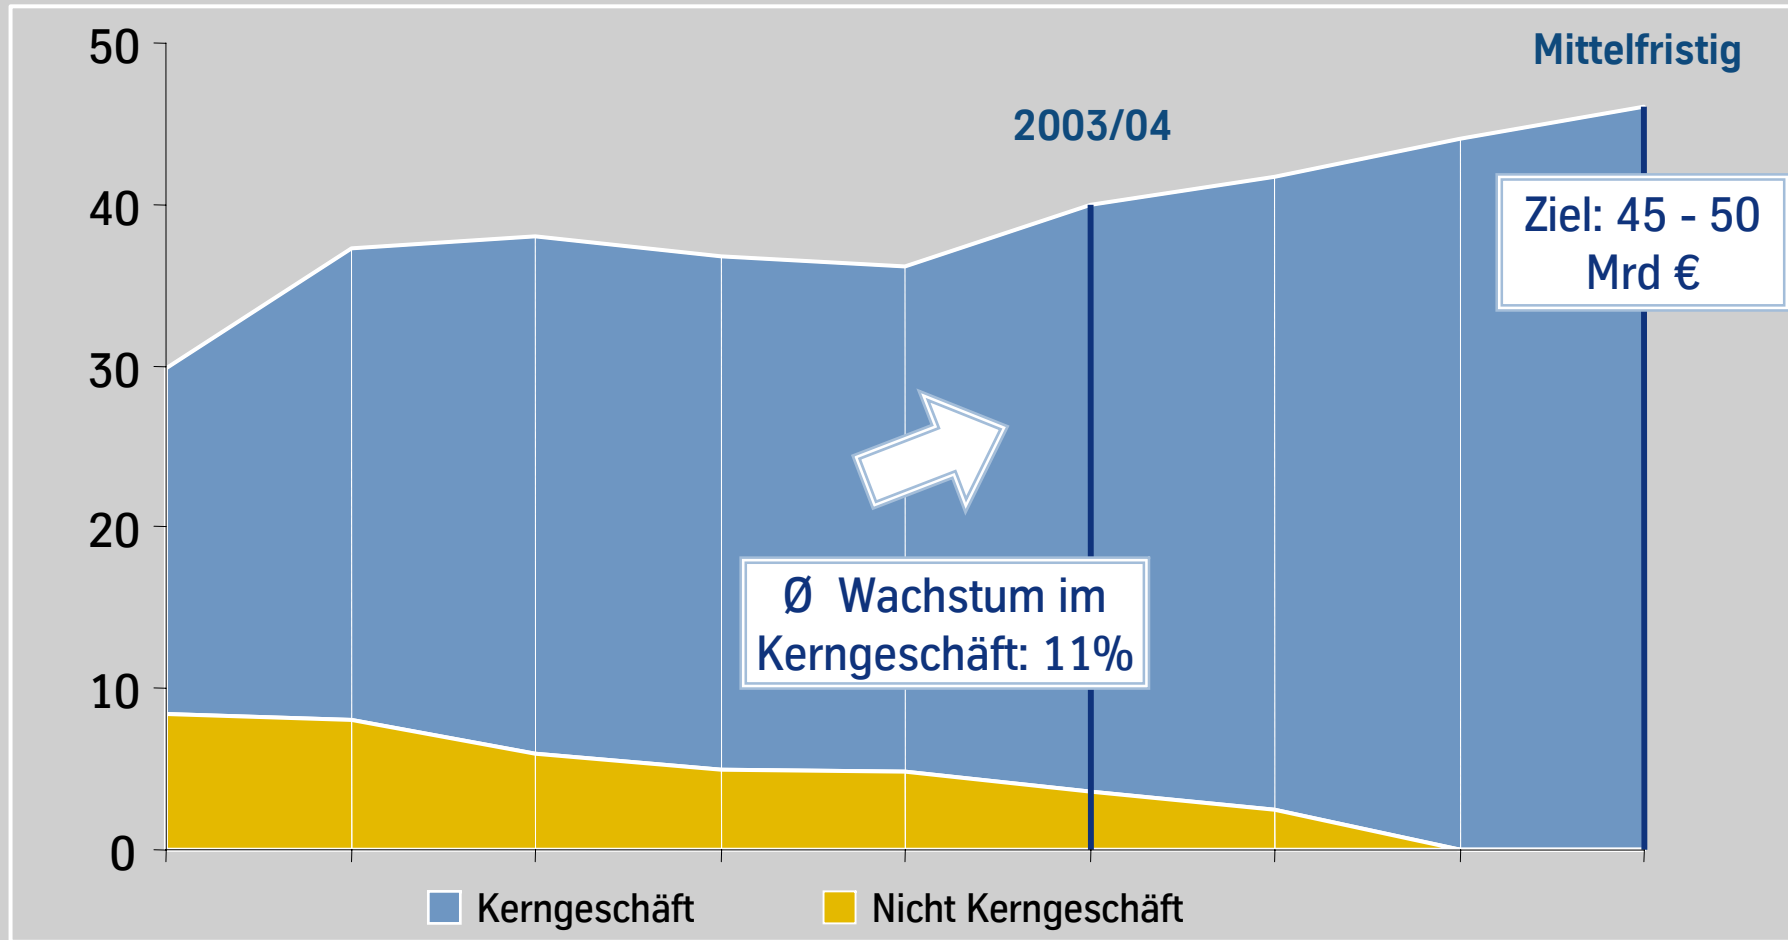 50
Mittelfristig
2003/04
40
Ziel: 45 - 50
Mrd €
30
20
Ø Wachstum im
Kerngeschäft: 11%
10
0
Kerngeschäft
Nicht Kerngeschäft